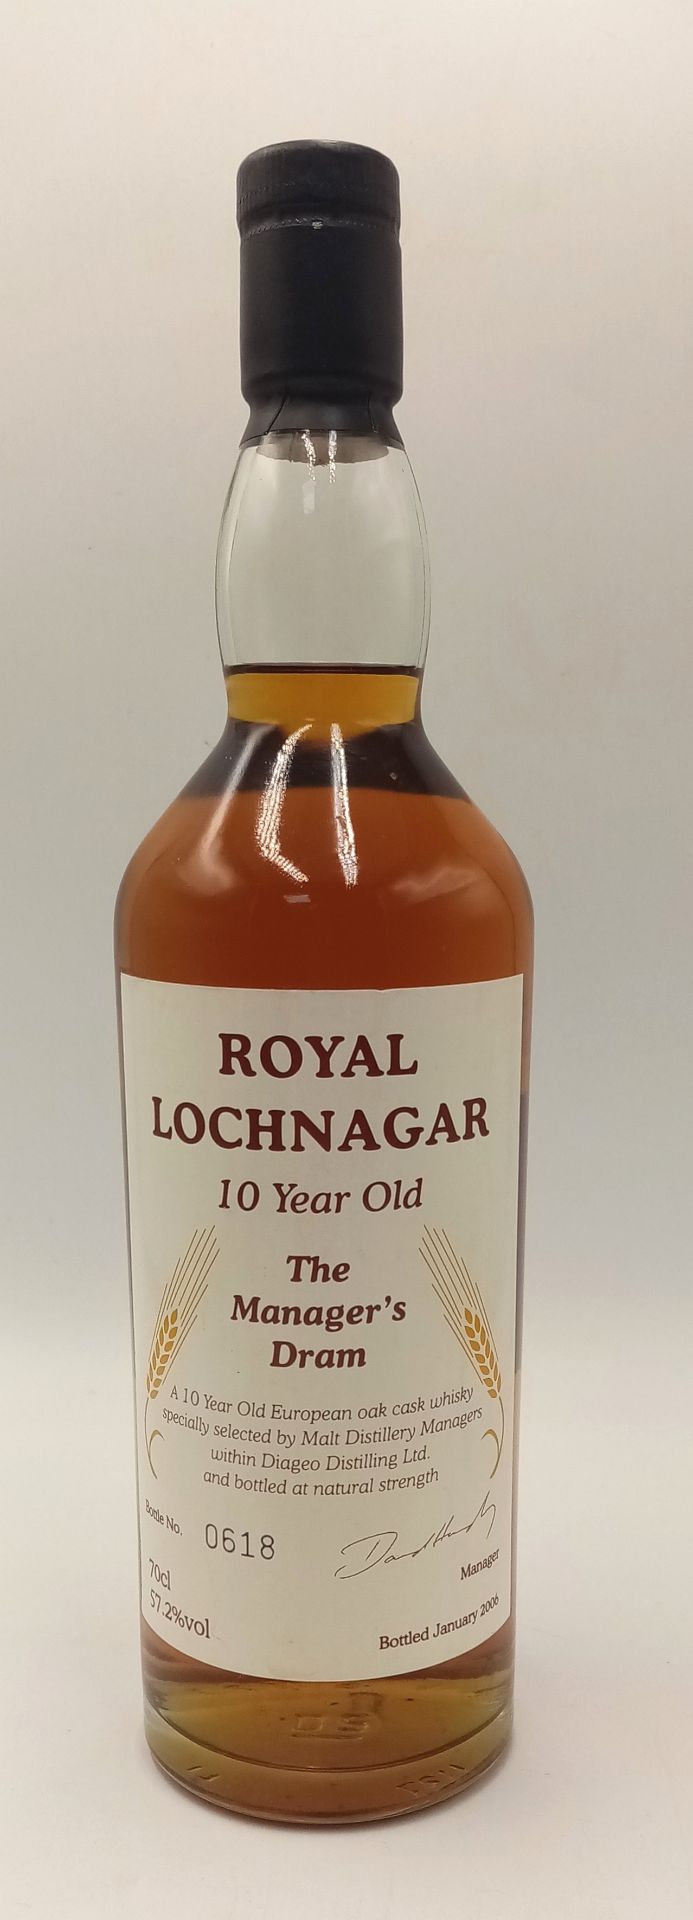 ROYAL
LOCHNAGAR
10 Year Old
The
Manager's
Dram
A 10 Year Old European oak cask whisky
specially selected by Malt Distillery Managers
within Diageo Distilling Ltd.
and bottled at natural strength
Bottle No. 0618
Manager
70cl
57.2%vol
Bottled January 2006